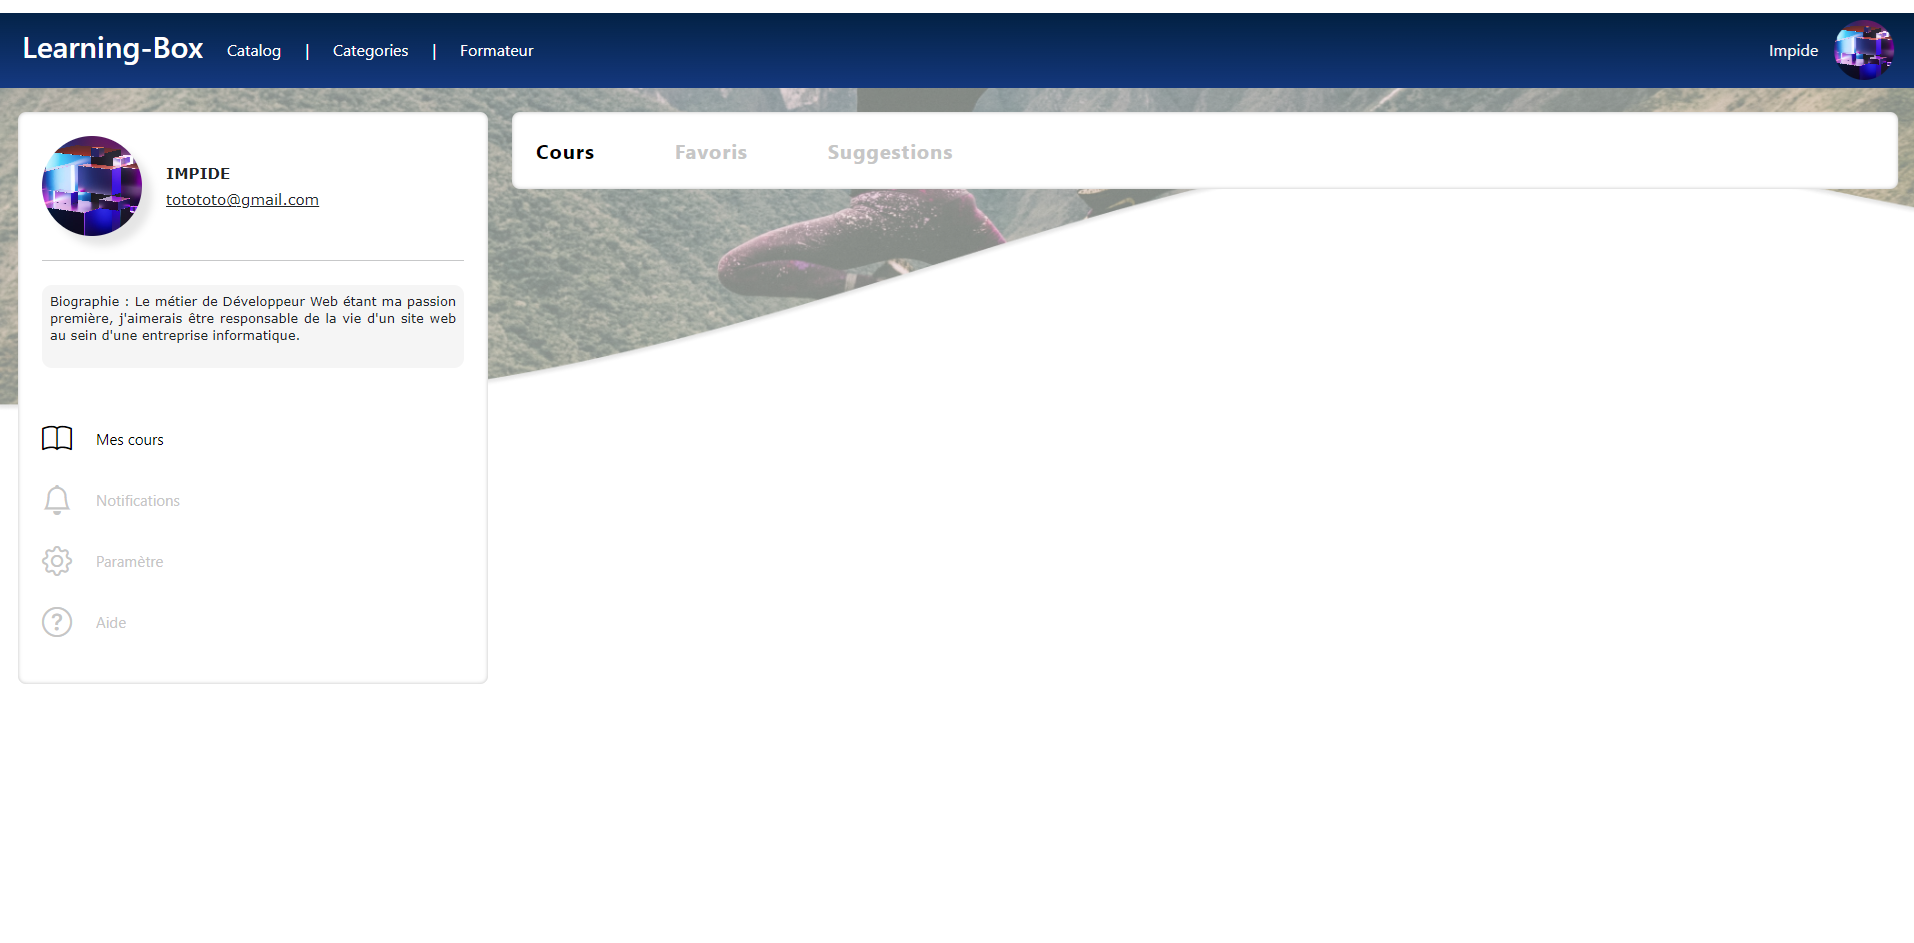 Learning-Box Catalog | Categories | Formateur Impide
Cours Favoris Suggestions
IMPIDE
totototo@gmail.com
Biographie : Le métier de Développeur Web étant ma passion
première, j'aimerais être responsable de la vie d'un site web
au sein d'une entreprise informatique.
Mes cours
Notifications
Paramètre
Aide